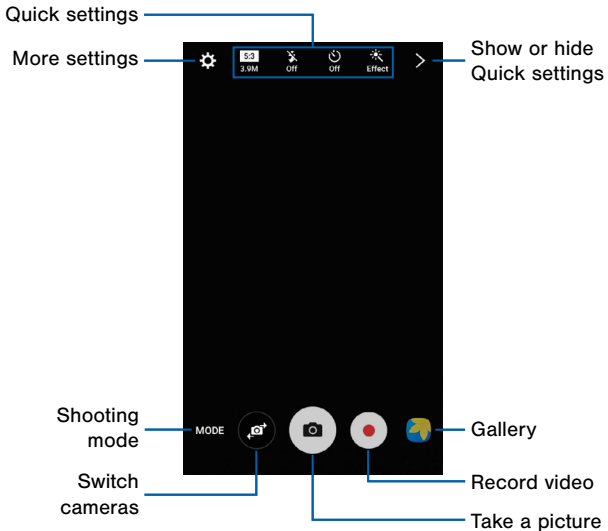 Quick settings
More settings
Show or hide
Quick settings
5:3
3.9M
Off
Off
Effect
Shooting
mode
MODE
Gallery
Switch
cameras
Record video
Take a picture